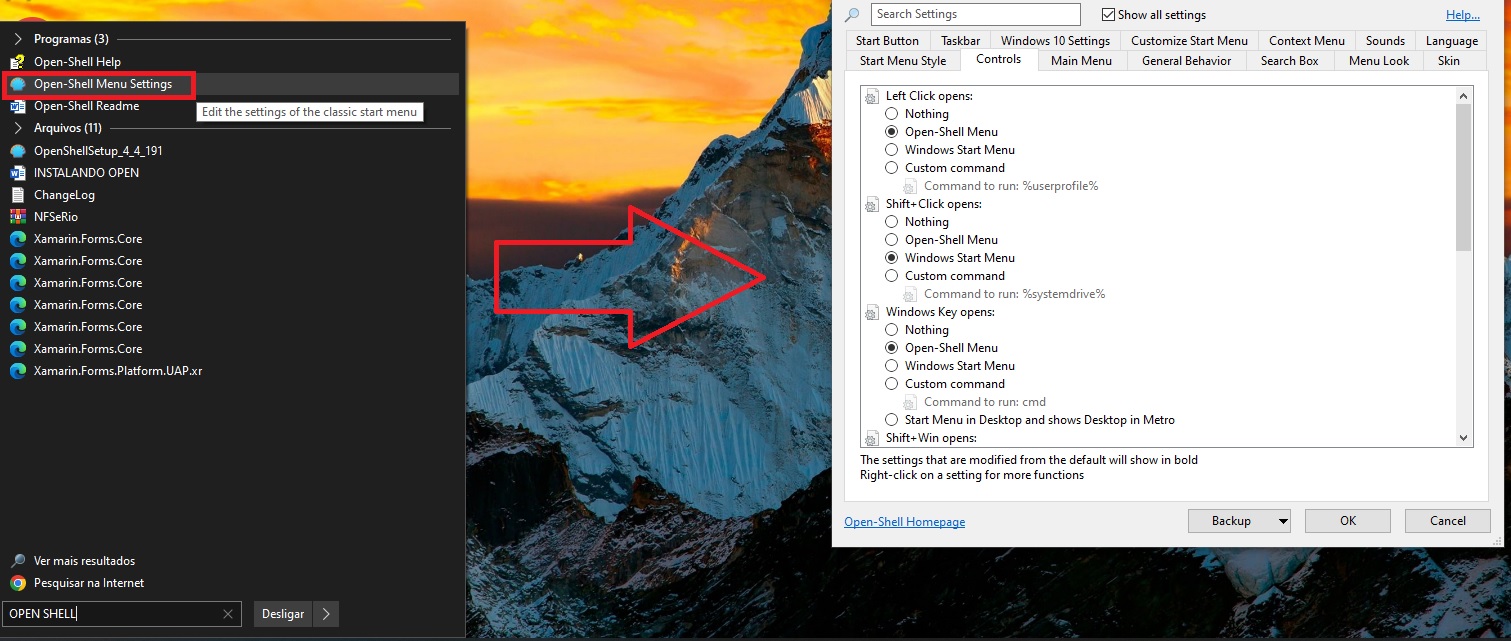 Programas (3)
Open-Shell Help
Open-Shell Menu Settings
Open-Shell Readme
Edit the settings of the classic start menu
Arquivos (11)
OpenShellSetup_4_4_191
INSTALANDO OPEN
ChangeLog
NFSeRio
Xamarin.Forms.Core
Xamarin.Forms.Core
Xamarin.Forms.Core
Xamarin.Forms.Core
Xamarin.Forms.Core
Xamarin.Forms.Core
Xamarin.Forms.Platform.UAP.xr
Ver mais resultados
Pesquisar na Internet
OPEN SHELL
Desligar
Search Settings
Show all settings
Help...
Start Button Taskbar Windows 10 Settings Customize Start Menu Context Menu Sounds Language
Start Menu Style Controls Main Menu General Behavior Search Box Menu Look Skin
Left Click opens:
Nothing
Open-Shell Menu
Windows Start Menu
Custom command
Command to run: %userprofile%
Shift+Click opens:
Nothing
Open-Shell Menu
Windows Start Menu
Custom command
Command to run: %systemdrive%
Windows Key opens:
Nothing
Open-Shell Menu
Windows Start Menu
Custom command
Command to run: cmd
Start Menu in Desktop and shows Desktop in Metro
Shift+Win opens:
The settings that are modified from the default will show in bold
Right-click on a setting for more functions
Open-Shell Homepage
Backup
OK
Cancel